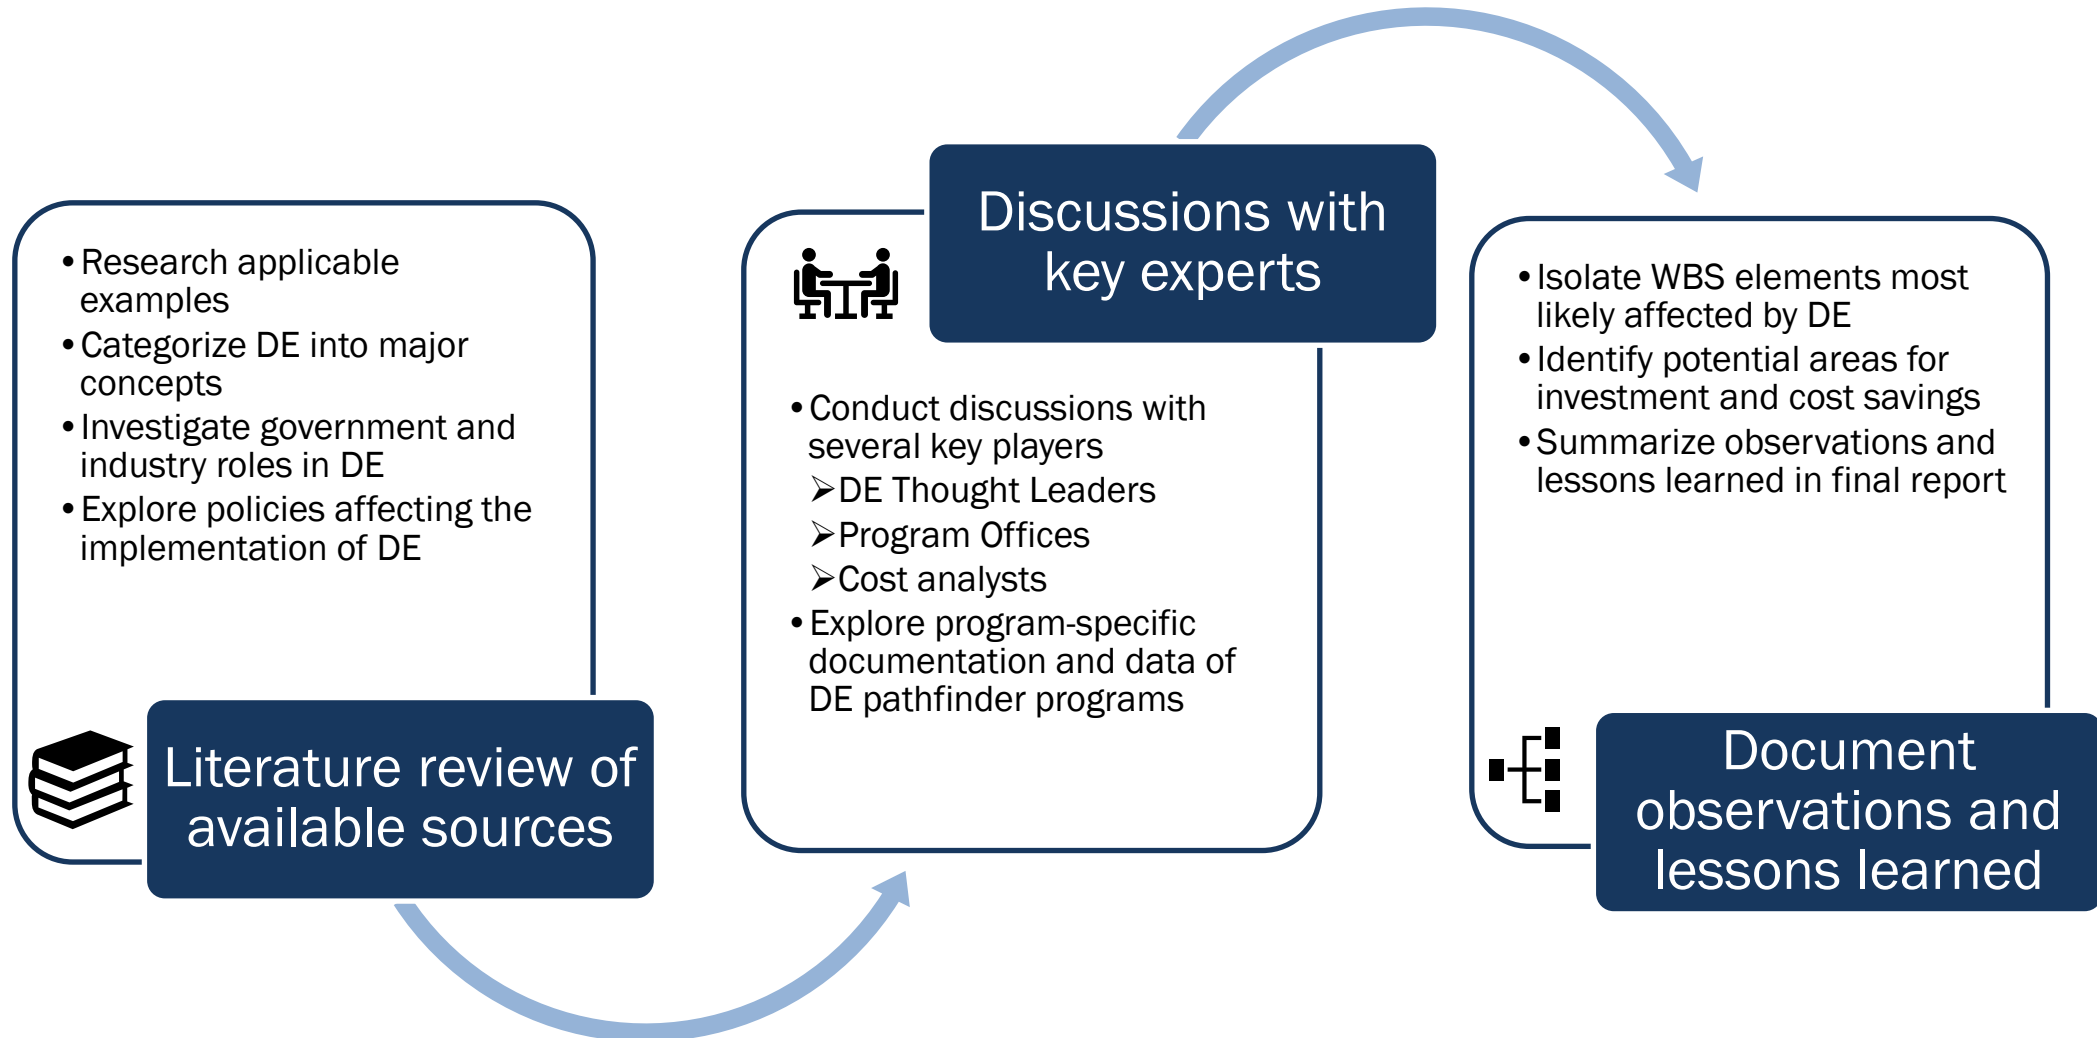 •Research applicable
examples
•Categorize DE into major
concepts
•Investigate government and
industry roles in DE
•Explore policies affecting the
implementation of DE
Literature review of
available sources
Discussions with
key experts
•Conduct discussions with
several key players
➢DE Thought Leaders
➢Program Offices
➢Cost analysts
•Explore program-specific
documentation and data of
DE pathfinder programs
•Isolate WBS elements most
likely affected by DE
•Identify potential areas for
investment and cost savings
•Summarize observations and
lessons learned in final report
Document
observations and
lessons learned